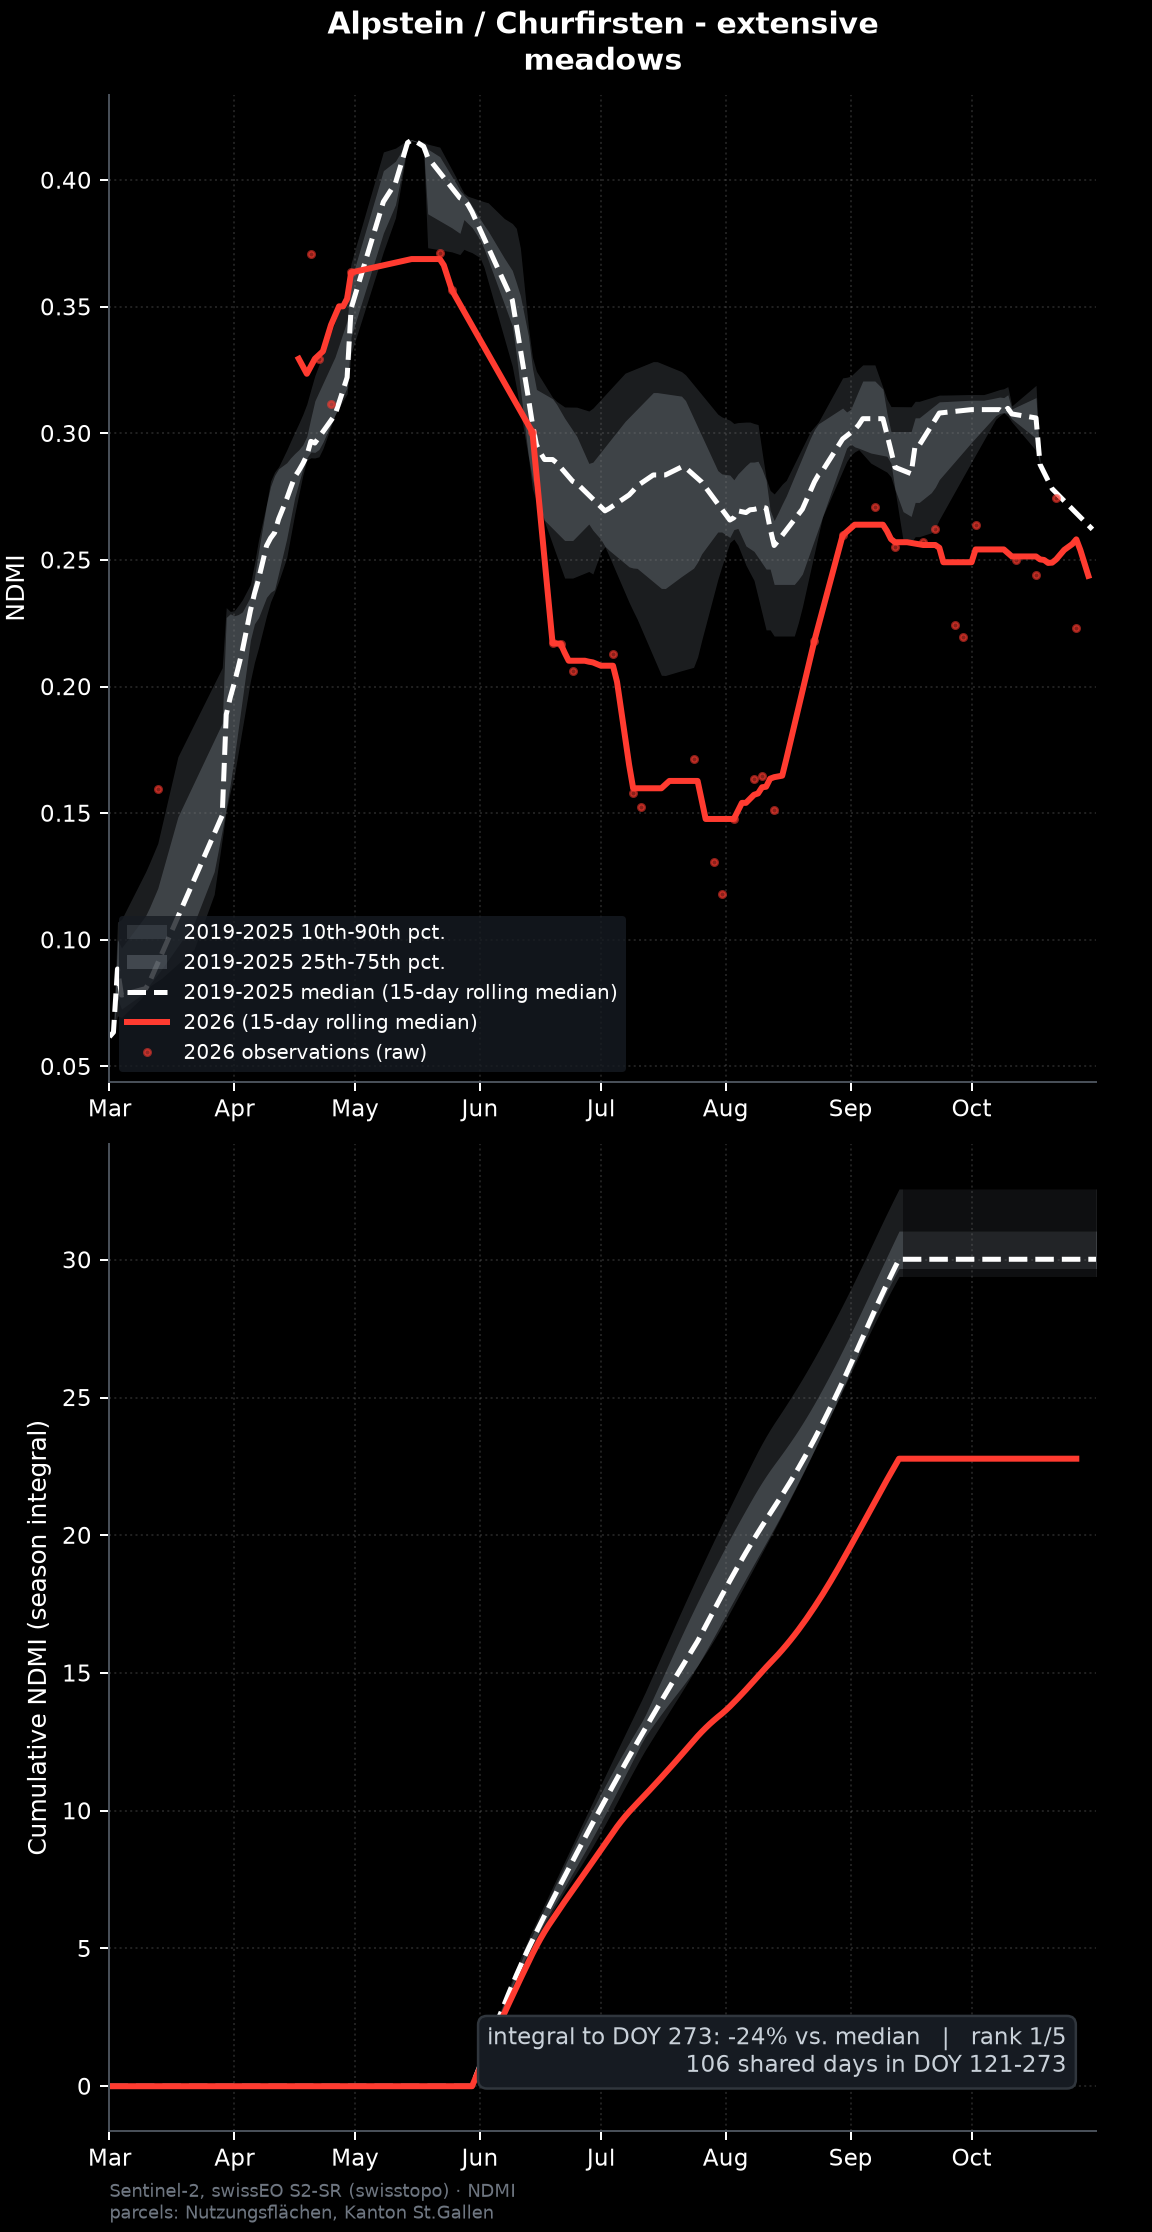 Alpstein / Churfirsten - extensive
meadows
NDMI
0.40
0.35
0.30
0.25
0.20
0.15
0.10
0.05
2019-2025 10th-90th pct.
2019-2025 25th-75th pct.
2019-2025 median (15-day rolling median)
2026 (15-day rolling median)
2026 observations (raw)
Mar Apr May Jun Jul Aug Sep Oct
Cumulative NDMI (season integral)
30
25
20
15
10
5
0
integral to DOY 273: -24% vs. median | rank 1/5
106 shared days in DOY 121-273
Mar Apr May Jun Jul Aug Sep Oct
Sentinel-2, swissEO S2-SR (swisstopo) · NDMI
parcels: Nutzungsflächen, Kanton St.Gallen